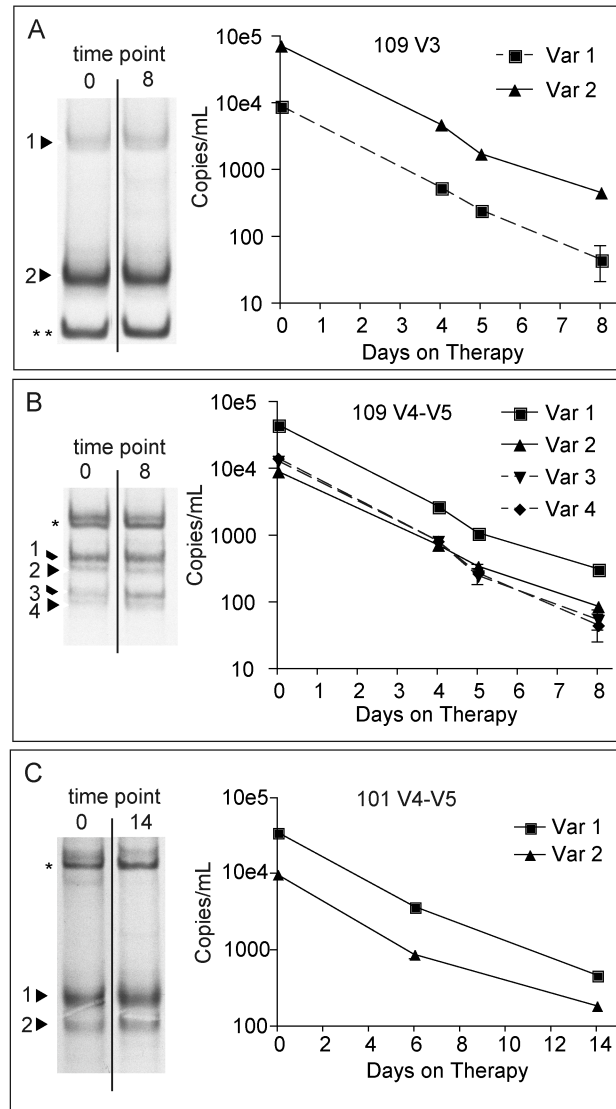 A
time point
0 8
1
2
**
109 V3
Var 1
Var 2
Copies/mL
10e5
10e4
1000
100
10
0 1 2 3 4 5 6 7 8
Days on Therapy
B
time point
0 8
*
1
2
3
4
109 V4-V5
Var 1
Var 2
Var 3
Var 4
Copies/mL
10e5
10e4
1000
100
10
0 1 2 3 4 5 6 7 8
Days on Therapy
C
time point
0 14
*
1
2
101 V4-V5
Var 1
Var 2
Copies/mL
10e5
10e4
1000
100
0 2 4 6 8 10 12 14
Days on Therapy